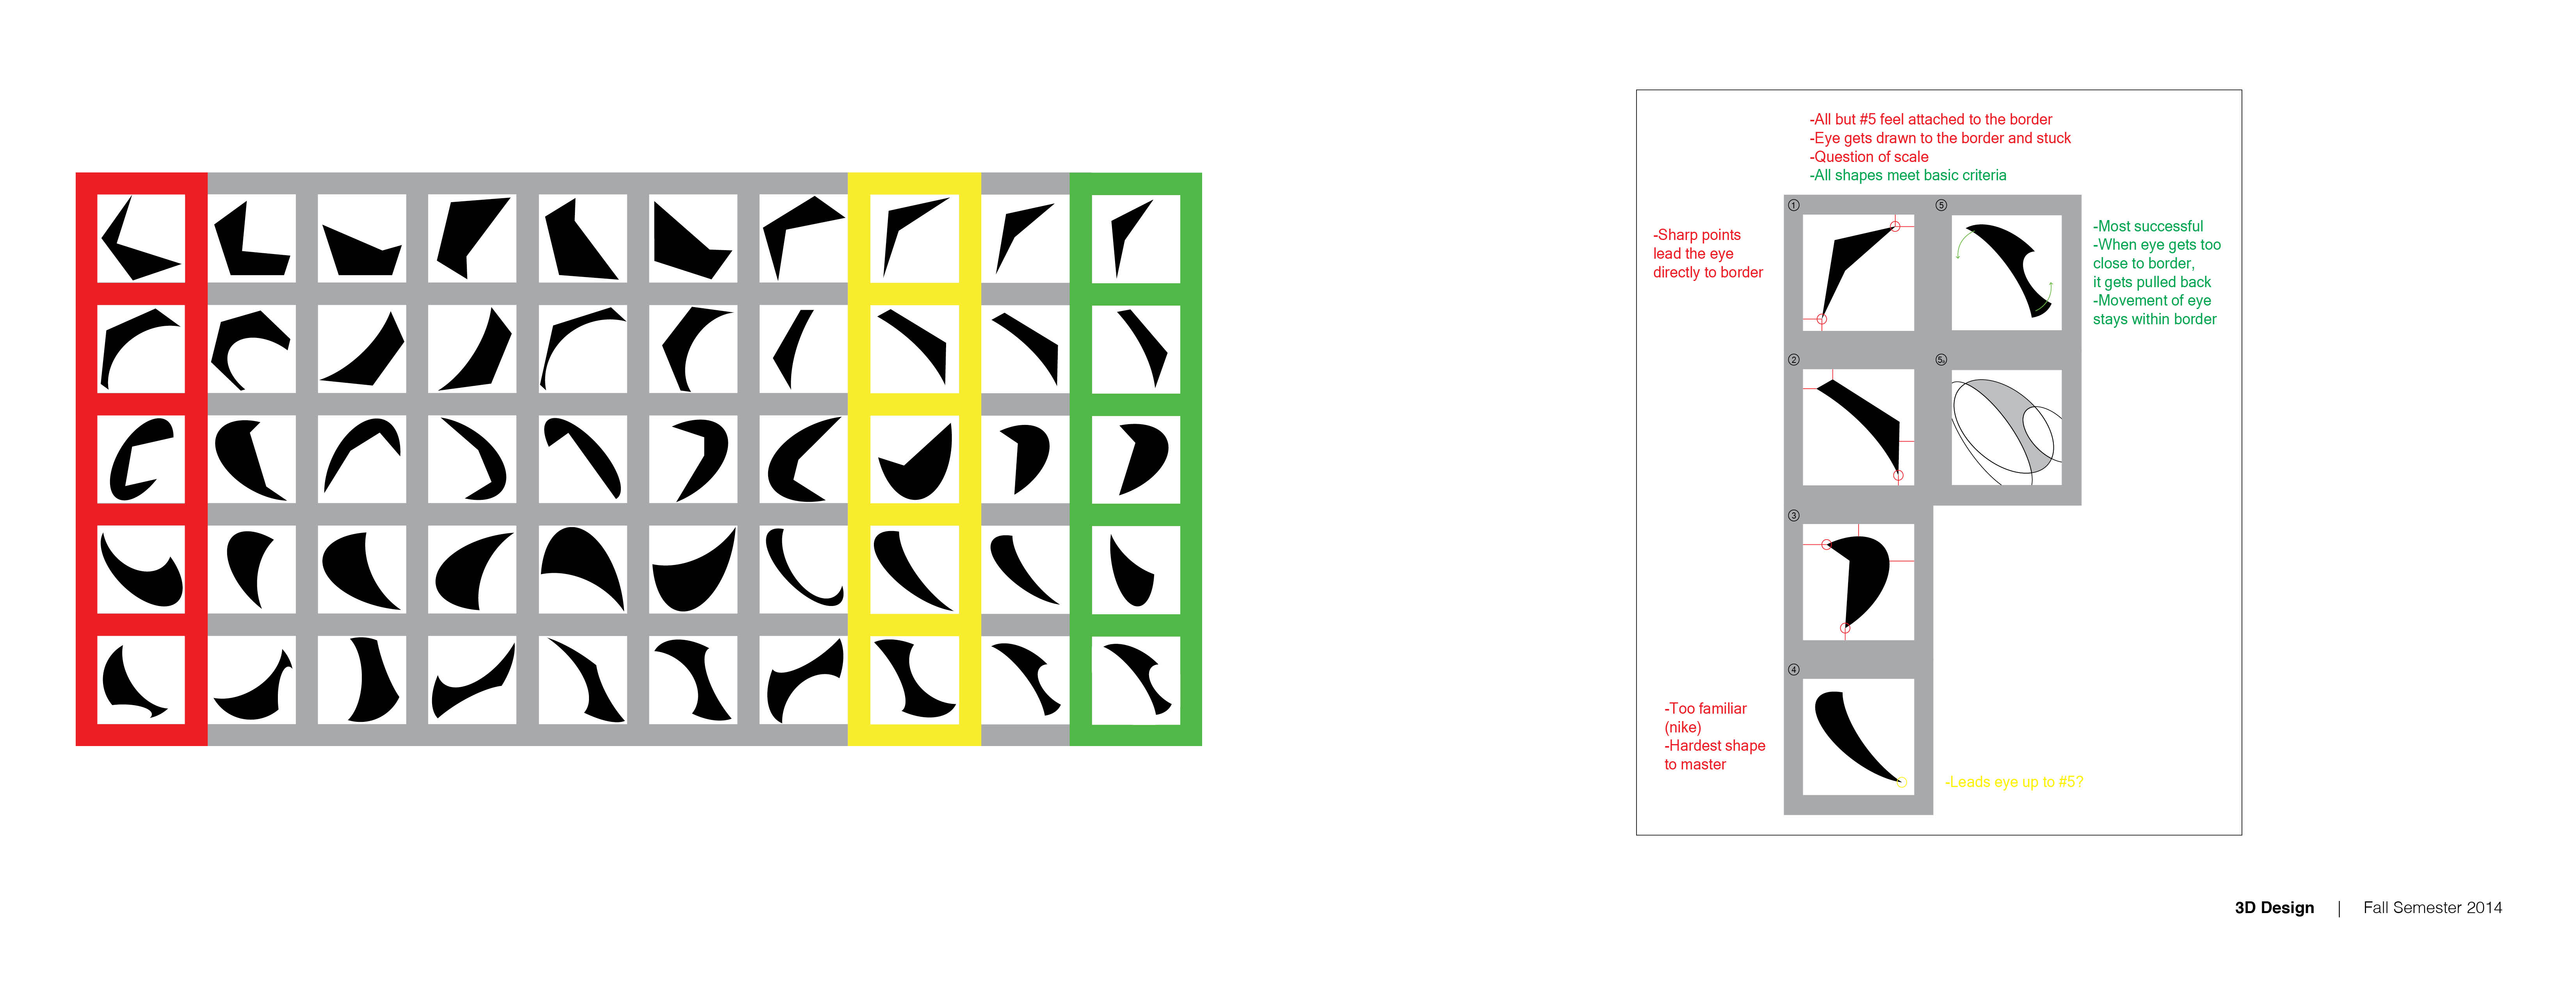 -All but #5 feel attached to the border
-Eye gets drawn to the border and stuck
-Question of scale
-All shapes meet basic criteria
1
5
-Sharp points
lead the eye
directly to border
-Most successful
-When eye gets too
close to border,
it gets pulled back
-Movement of eye
stays within border
2
3
4
-Too familiar
(nike)
-Hardest shape
to master
-Leads eye up to #5?
3D Design | Fall Semester 2014